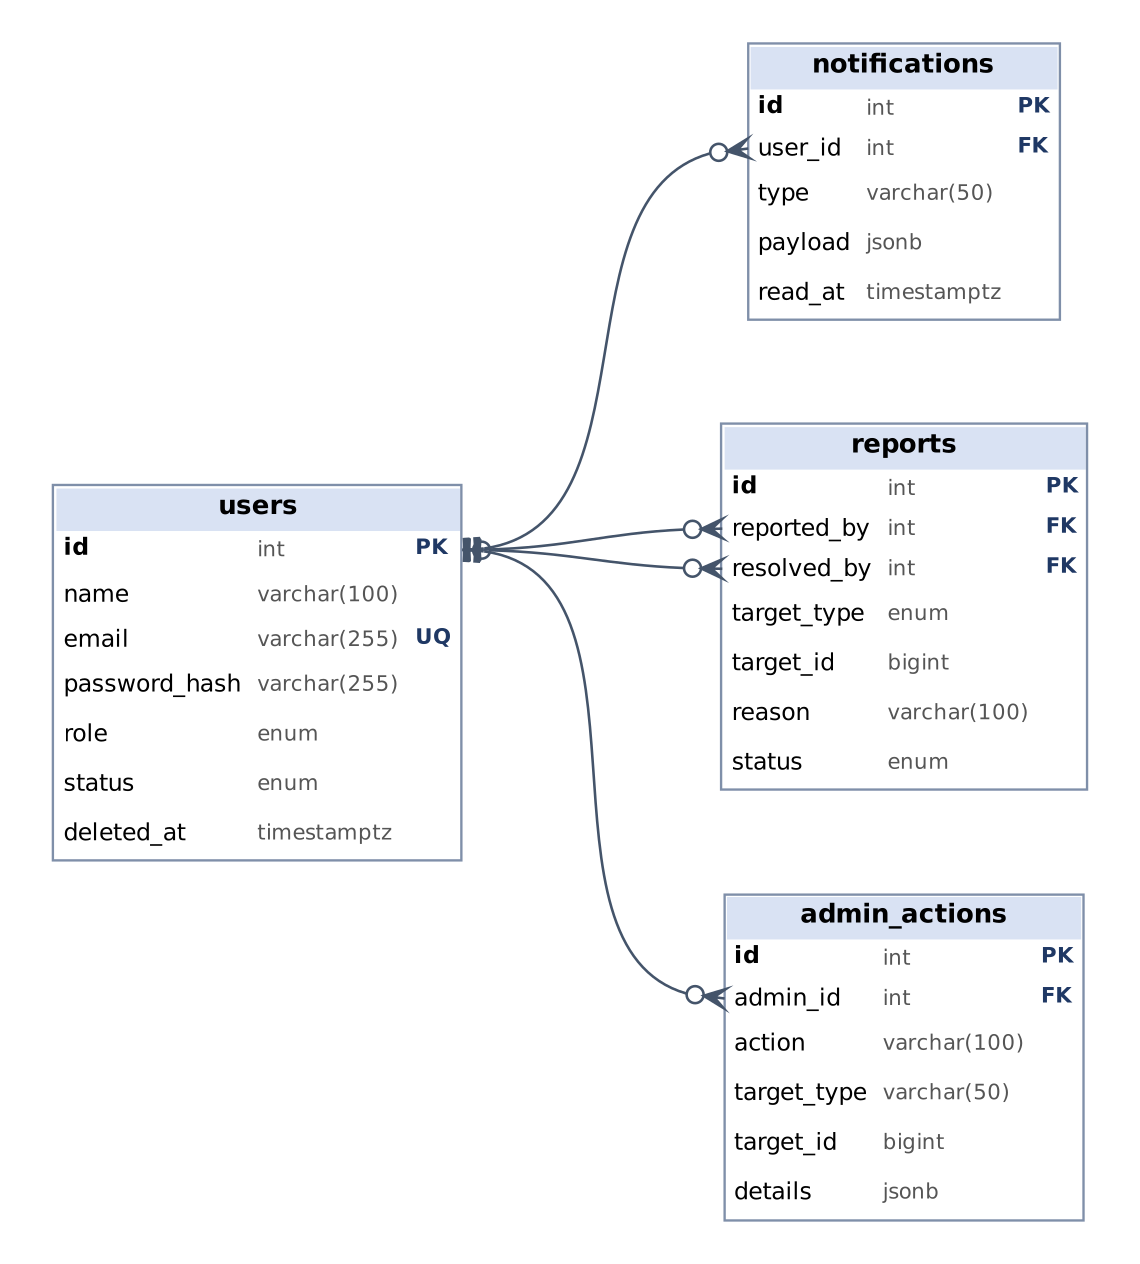 notifications
id int PK
user_id int FK
type varchar(50)
payload jsonb
read_at timestamptz
reports
id int PK
reported_by int FK
resolved_by int FK
target_type enum
target_id bigint
reason varchar(100)
status enum
users
id int PK
name varchar(100)
email varchar(255) UQ
password_hash varchar(255)
role enum
status enum
deleted_at timestamptz
admin_actions
id int PK
admin_id int FK
action varchar(100)
target_type varchar(50)
target_id bigint
details jsonb